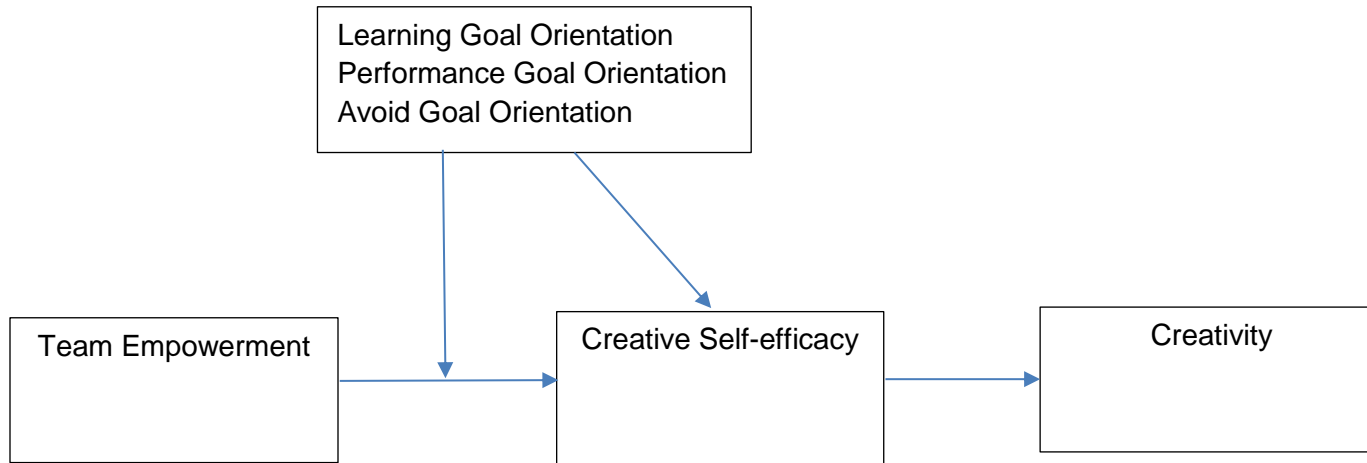 Learning Goal Orientation
Performance Goal Orientation
Avoid Goal Orientation
Team Empowerment
Creative Self-efficacy
Creativity